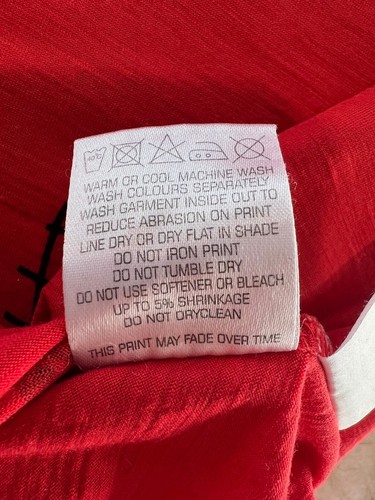 40°
WARM OR COOL MACHINE WASH
WASH COLOURS SEPARATELY
WASH GARMENT INSIDE OUT TO
REDUCE ABRASION ON PRINT
LINE DRY OR DRY FLAT IN SHADE
DO NOT IRON PRINT
DO NOT TUMBLE DRY
DO NOT USE SOFTENER OR BLEACH
UP TO 5% SHRINKAGE
DO NOT DRYCLEAN
THIS PRINT MAY FADE OVER TIME